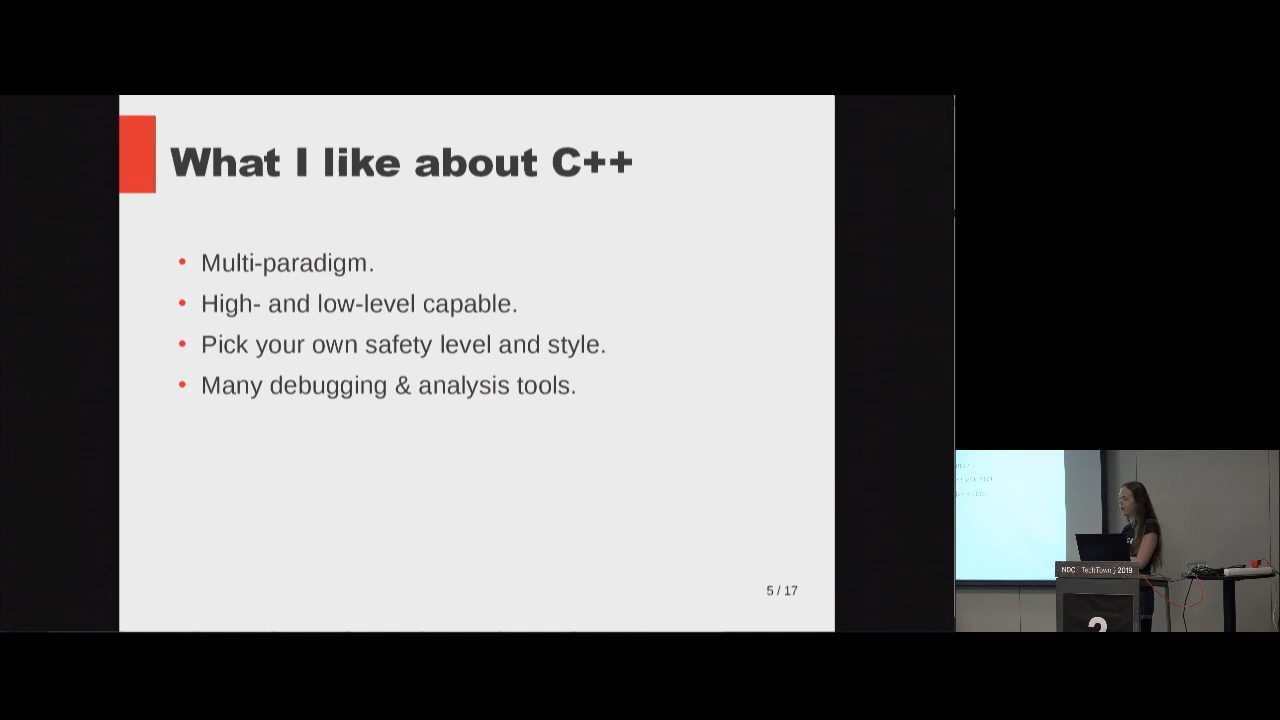 What I like about C++
• Multi-paradigm.
• High- and low-level capable.
• Pick your own safety level and style.
• Many debugging & analysis tools.
5 / 17
NDC { TechTown } 2019
2